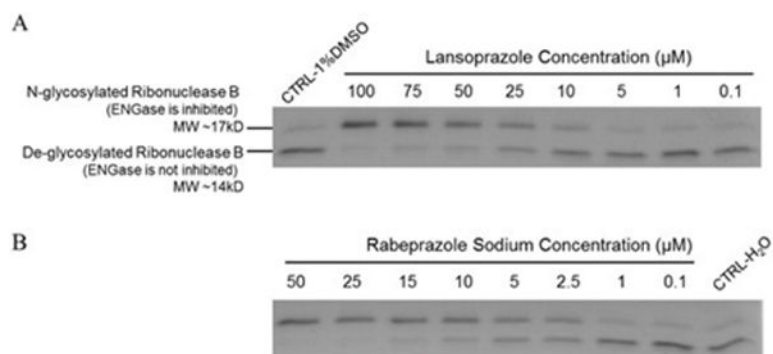 A
CTRL-1%DMSO
Lansoprazole Concentration (µM)
N-glycosylated Ribonuclease B
(ENGase is inhibited)
MW ~17kD
100 75 50 25 10 5 1 0.1
De-glycosylated Ribonuclease B
(ENGase is not inhibited)
MW ~14kD
B
Rabeprazole Sodium Concentration (µM)
CTRL-H₂O
50 25 15 10 5 2.5 1 0.1